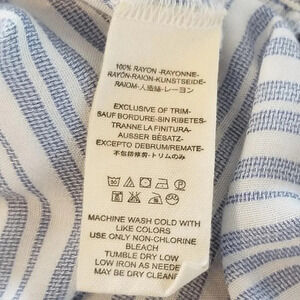 100% RAYON -RAYONNE-
RAYÓN-RAION-KUNSTSEIDE-
RAIOM-人造絲-レーヨン
EXCLUSIVE OF TRIM-
SAUF BORDURE-SIN RIBETES-
TRANNE LA FINITURA-
AUSSER BESATZ-
EXCEPTO DEBRUM/REMATE-
不包括修剪-トリムのみ
MACHINE WASH COLD WITH
LIKE COLORS
USE ONLY NON-CHLORINE
BLEACH
TUMBLE DRY LOW
LOW IRON AS NEEDE
MAY BE DRY CLEANE